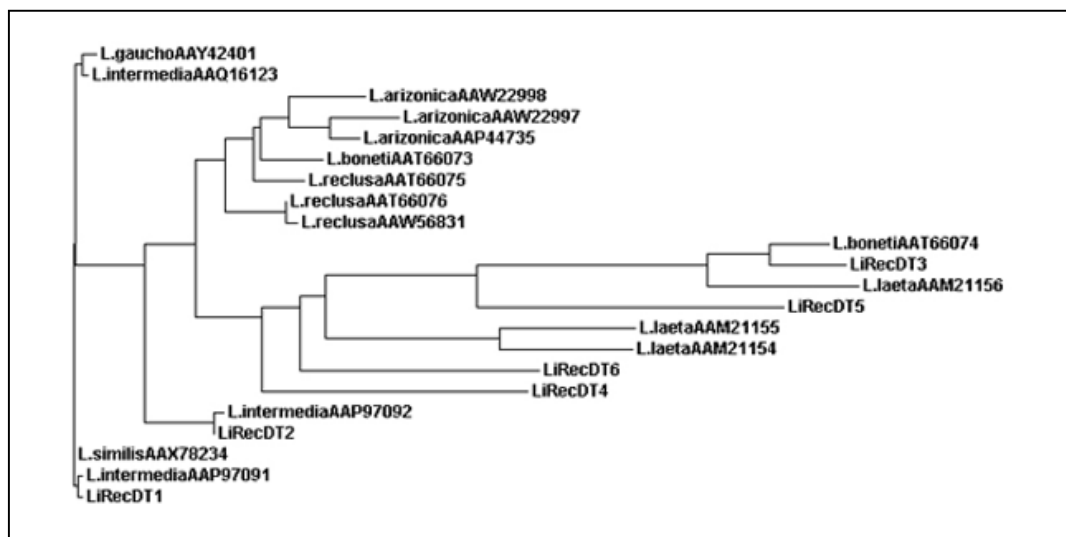 L.gauchoAAY42401
L.intermediaAAQ16123
L.arizonicaAAW22998
L.arizonicaAAW22997
L.arizonicaAAP44735
L.bonetiAAT66073
L.reclusaAAT66075
L.reclusaAAT66076
L.reclusaAAW56831
L.bonetiAAT66074
LiRecDT3
L.laetaAAM21156
LiRecDT5
L.laetaAAM21155
L.laetaAAM21154
LiRecDT6
LiRecDT4
L.intermediaAAP97092
LiRecDT2
L.similisAAX78234
L.intermediaAAP97091
LiRecDT1